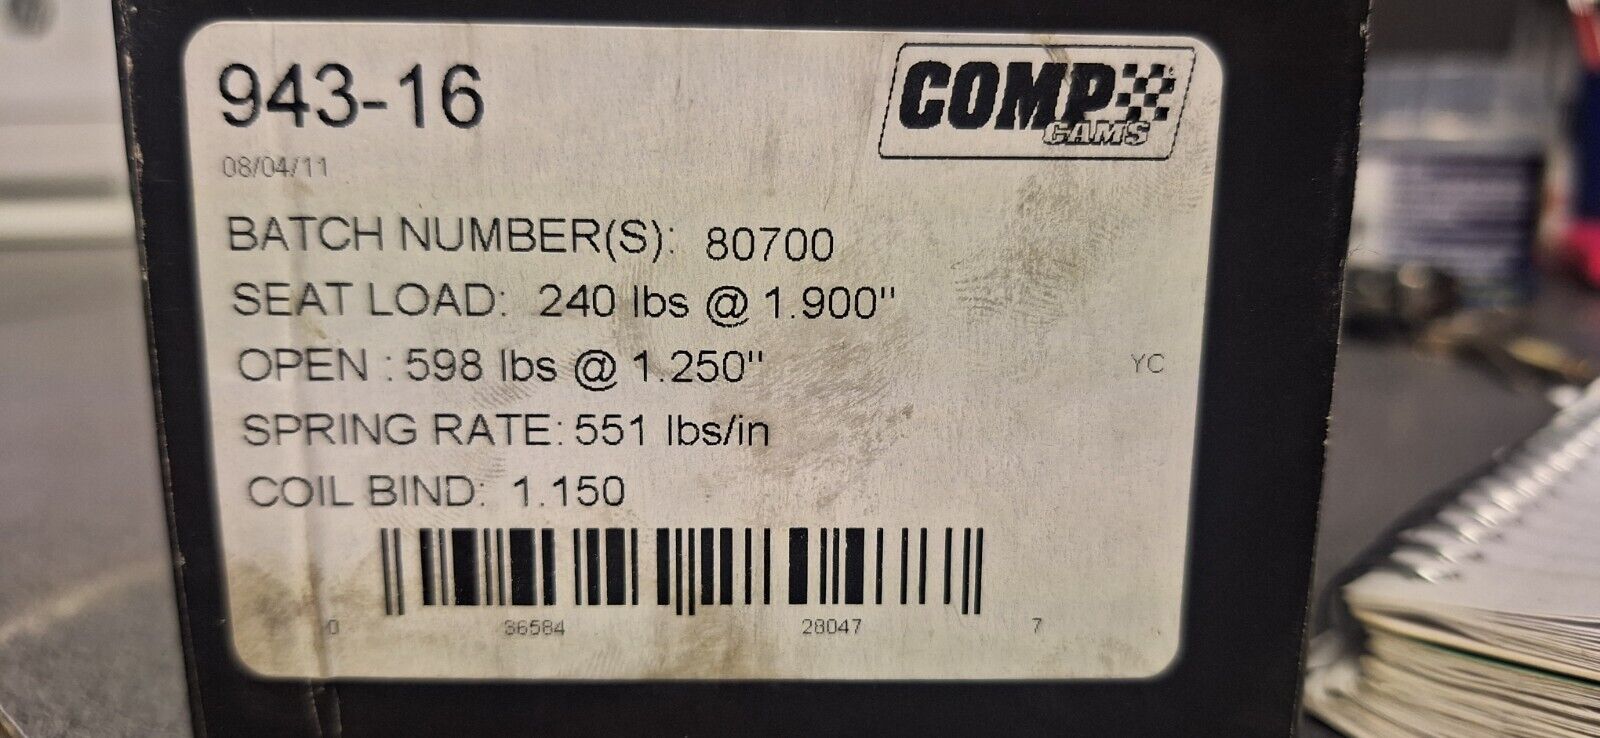 943-16
COMP
CAMS
08/04/11
BATCH NUMBER(S): 80700
SEAT LOAD: 240 lbs @ 1.900"
OPEN : 598 lbs @ 1.250"
YC
SPRING RATE: 551 lbs/in
COIL BIND: 1.150
0 36584 28047 7